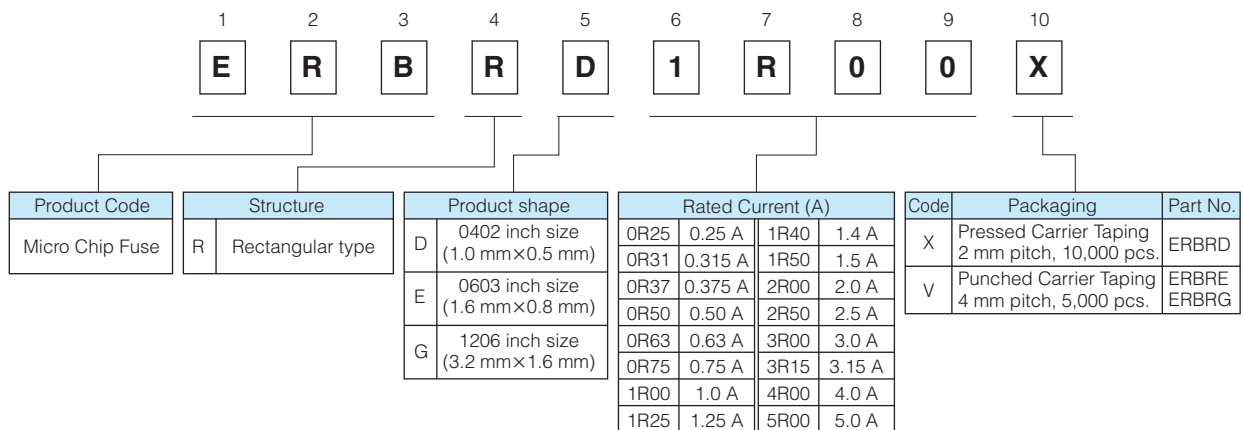 1 2 3 4 5 6 7 8 9 10
E R B R D 1 R 0 0 X
Product Code
Micro Chip Fuse
Structure
R Rectangular type
Product shape
D 0402 inch size
(1.0 mm×0.5 mm)
E 0603 inch size
(1.6 mm×0.8 mm)
G 1206 inch size
(3.2 mm×1.6 mm)
Rated Current (A)
0R25 0.25 A 1R40 1.4 A
0R31 0.315 A 1R50 1.5 A
0R37 0.375 A 2R00 2.0 A
0R50 0.50 A 2R50 2.5 A
0R63 0.63 A 3R00 3.0 A
0R75 0.75 A 3R15 3.15 A
1R00 1.0 A 4R00 4.0 A
1R25 1.25 A 5R00 5.0 A
Code Packaging Part No.
X Pressed Carrier Taping
2 mm pitch, 10,000 pcs. ERBRD
V Punched Carrier Taping ERBRE
4 mm pitch, 5,000 pcs. ERBRG